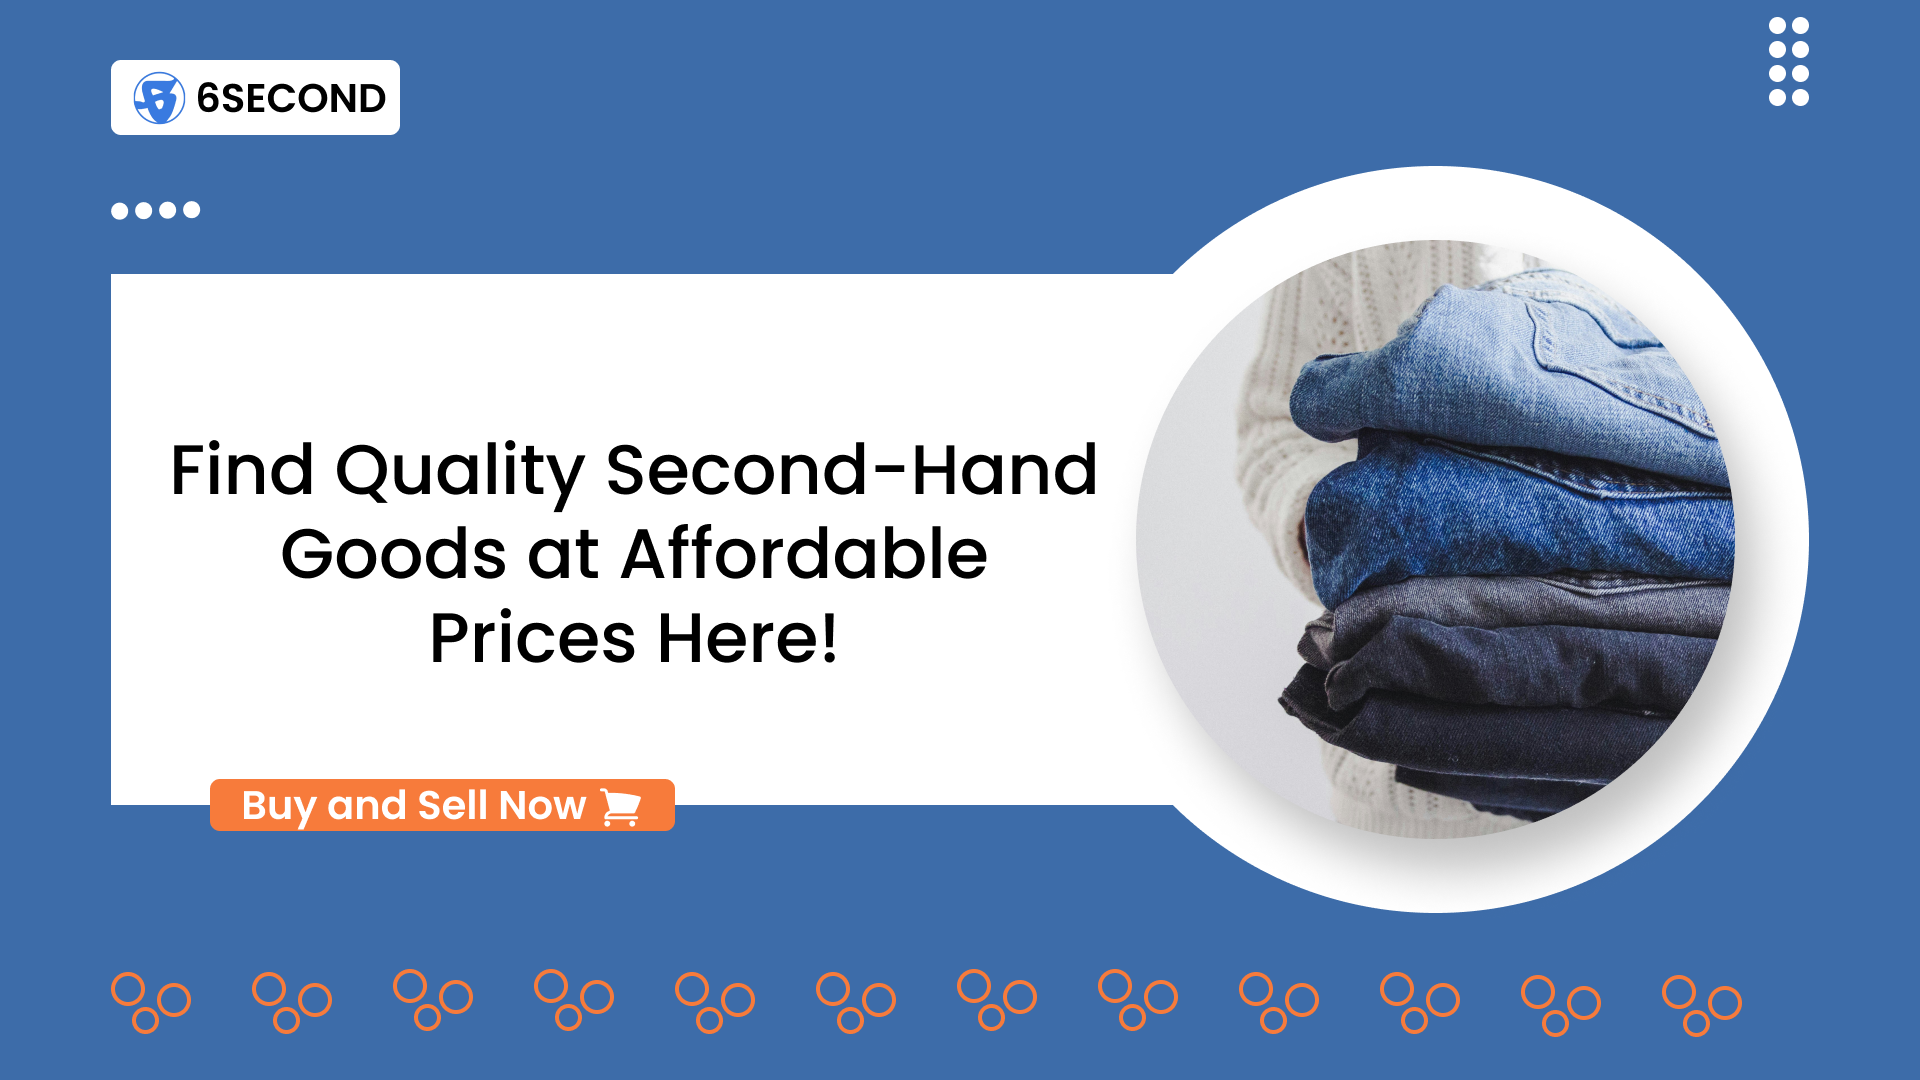 6SECOND
Find Quality Second-Hand
Goods at Affordable
Prices Here!
Buy and Sell Now